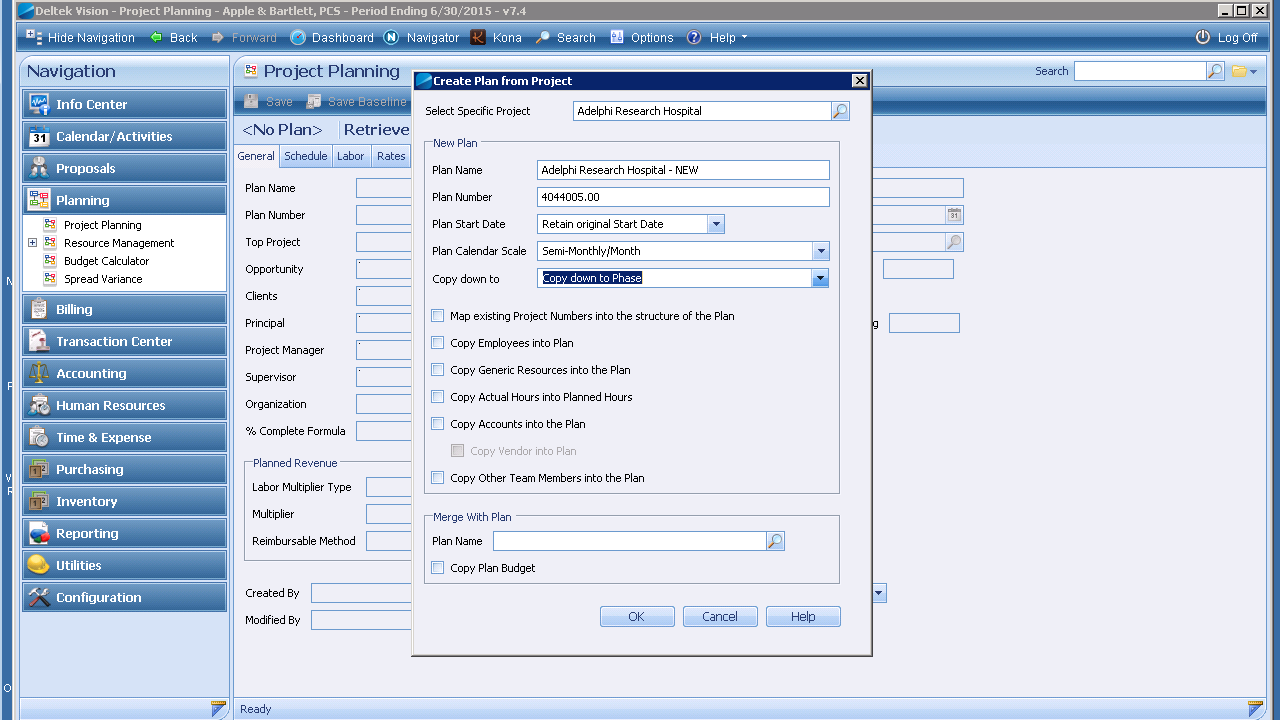 Deltek Vision - Project Planning - Apple & Bartlett, PCS - Period Ending 6/30/2015 - v7.4
Hide Navigation Back Forward Dashboard Navigator Kona Search Options Help Log Off
Navigation
Info Center
31 Calendar/Activities
Proposals
Planning
Project Planning
Resource Management
Budget Calculator
Spread Variance
Billing
Transaction Center
Accounting
Human Resources
Time & Expense
Purchasing
Inventory
Reporting
Utilities
Configuration
Project Planning
Search
Save Save Baseline
<No Plan> Retrieve
General Schedule Labor Rates
Plan Name
Plan Number
31
Top Project
Opportunity
Clients
Principal
g
Project Manager
Supervisor
Organization
% Complete Formula
Planned Revenue
Labor Multiplier Type
Multiplier
Reimbursable Method
Created By
Modified By
Ready
Create Plan from Project
Select Specific Project Adelphi Research Hospital
New Plan
Plan Name Adelphi Research Hospital - NEW
Plan Number 4044005.00
Plan Start Date Retain original Start Date
Plan Calendar Scale Semi-Monthly/Month
Copy down to Copy down to Phase
Map existing Project Numbers into the structure of the Plan
Copy Employees into Plan
Copy Generic Resources into the Plan
Copy Actual Hours into Planned Hours
Copy Accounts into the Plan
Copy Vendor into Plan
Copy Other Team Members into the Plan
Merge With Plan
Plan Name
Copy Plan Budget
OK Cancel Help